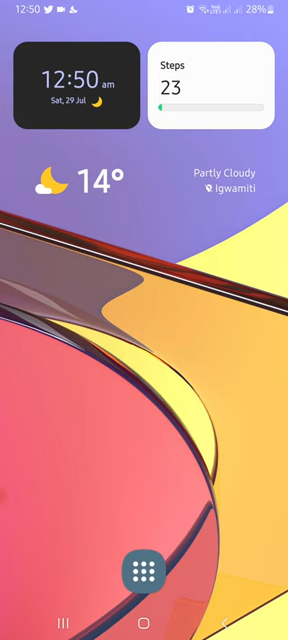 12:50
28%
12:50 am
Sat, 29 Jul
Steps
23
14°
Partly Cloudy
Igwamiti